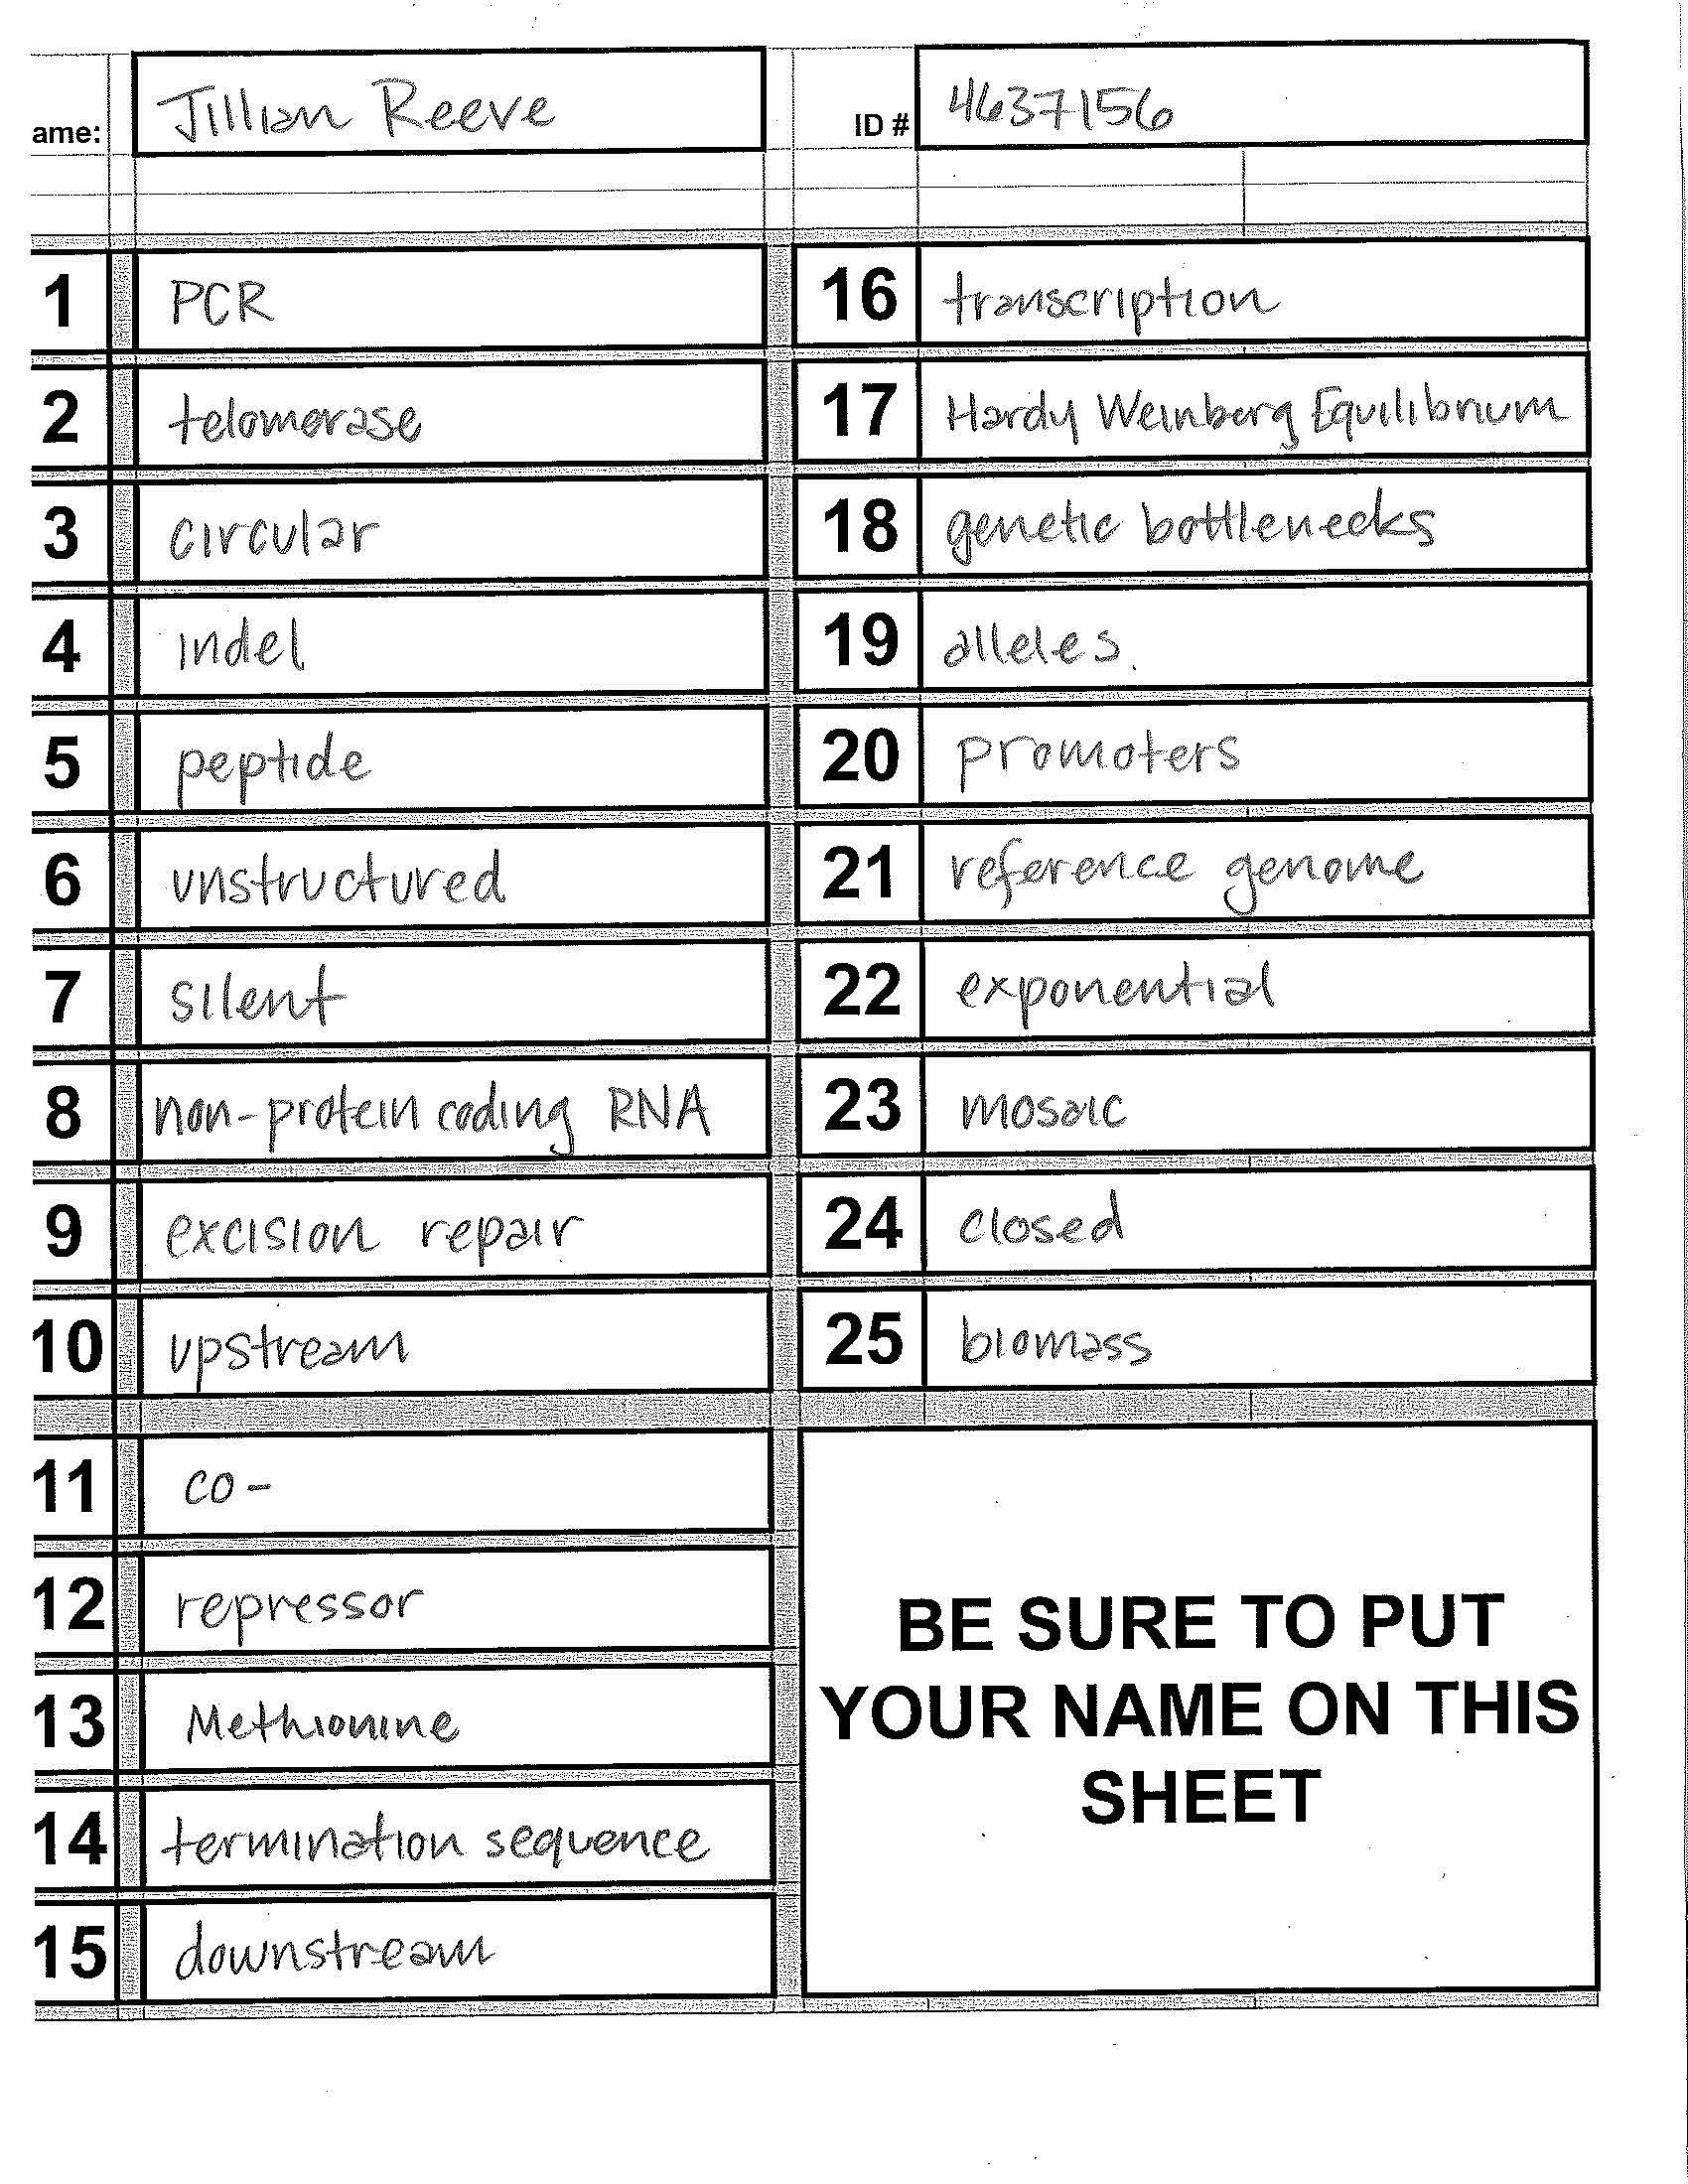 ame: Jillian Reeve ID # 4637156
1 PCR
2 telomerase
3 circular
4 indel
5 peptide
6 unstructured
7 silent
8 non-protein coding RNA
9 excision repair
10 upstream
11 co-
12 repressor
13 Methionine
14 termination sequence
15 downstream
16 transcription
17 Hardy Weinberg Equilibrium
18 genetic bottlenecks
19 alleles
20 promoters
21 reference genome
22 exponential
23 mosaic
24 closed
25 biomass
BE SURE TO PUT
YOUR NAME ON THIS
SHEET